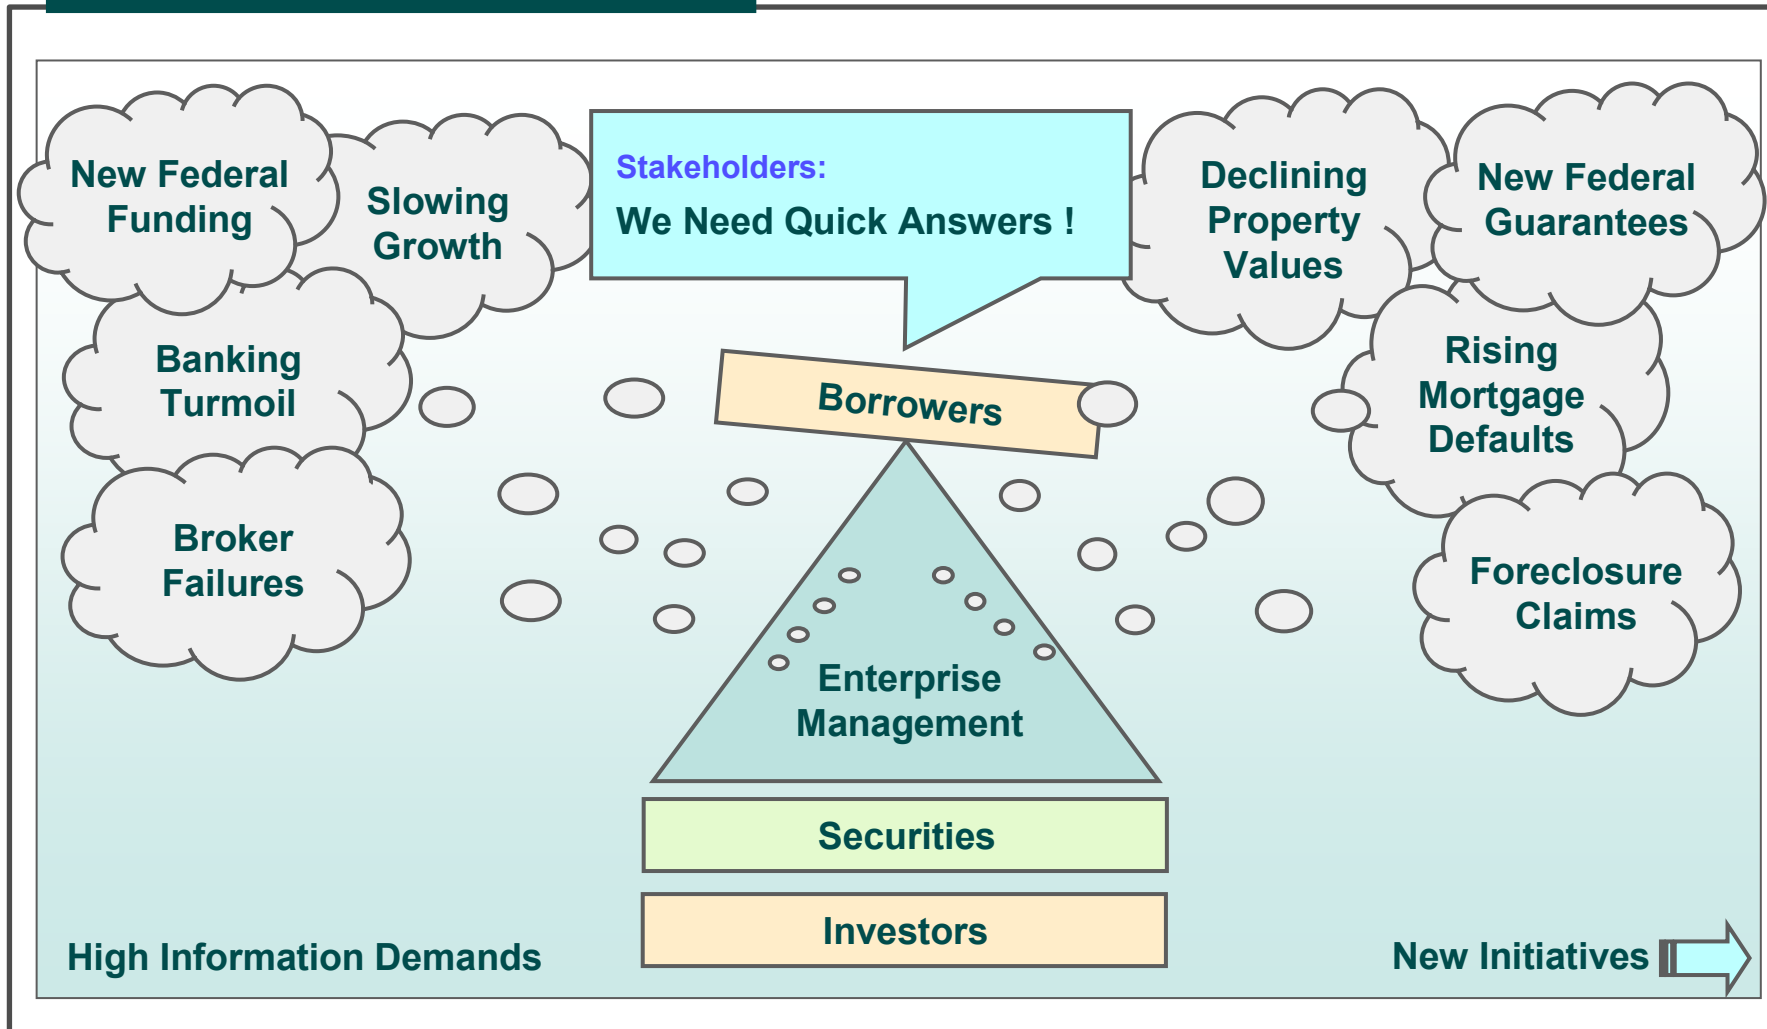 New Federal
Funding
Slowing
Growth
Stakeholders:
We Need Quick Answers !
Declining
Property
Values
New Federal
Guarantees
Banking
Turmoil
Borrowers
Rising
Mortgage
Defaults
Broker
Failures
Foreclosure
Claims
Enterprise
Management
Securities
Investors
High Information Demands
New Initiatives